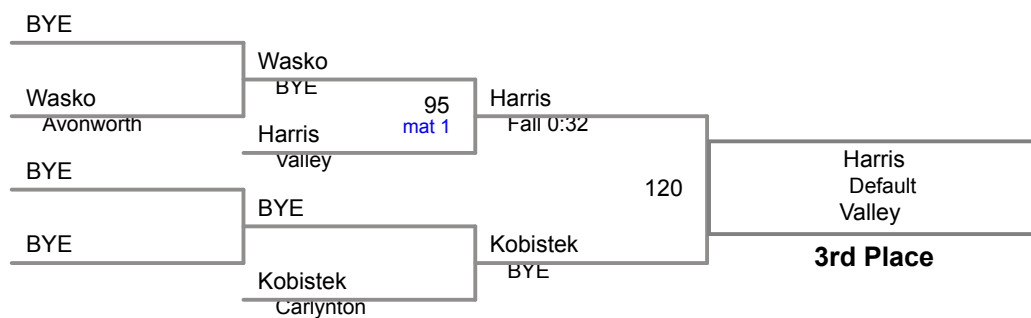 BYE
Wasko
BYE
Wasko
Avonworth
95
mat 1
Harris
Fall 0:32
Harris
Valley
BYE
120
Harris
Default
Valley
BYE
BYE
Kobistek
BYE
3rd Place
Kobistek
Carlynton